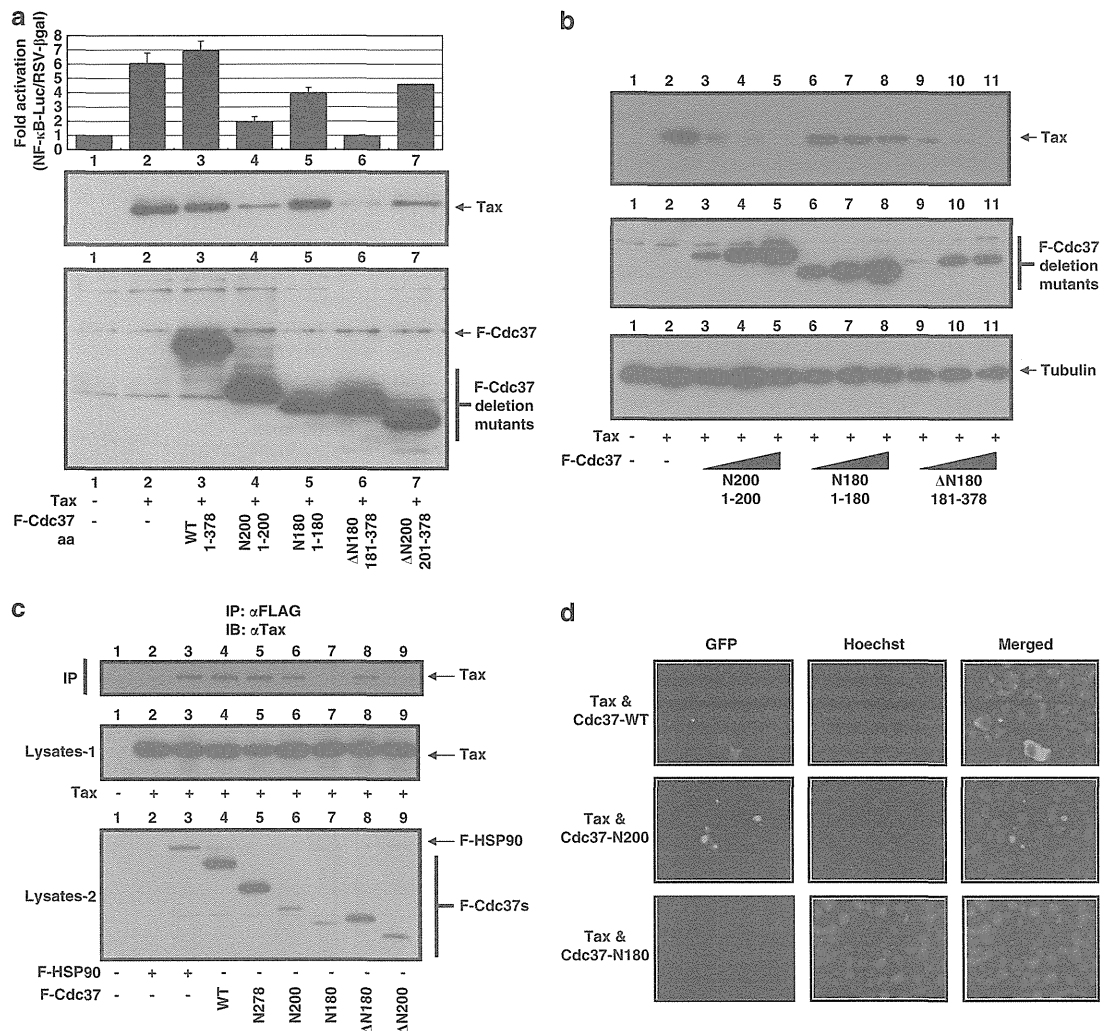 a
Fold activation
(NF-κB-Luc/RSV-βgal)
8
7
6
5
4
3
2
1
0
1 2 3 4 5 6 7
Tax
1 2 3 4 5 6 7
F-Cdc37
F-Cdc37
deletion
mutants
1 2 3 4 5 6 7
Tax - + + + + + +
F-Cdc37 - -
aa
WT
1-378
N200
1-200
N180
1-180
ΔN180
181-378
ΔN200
201-378
b
1 2 3 4 5 6 7 8 9 10 11
Tax
1 2 3 4 5 6 7 8 9 10 11
F-Cdc37
deletion
mutants
1 2 3 4 5 6 7 8 9 10 11
Tubulin
Tax - + + + + + + + + + +
F-Cdc37 - -
N200 N180 ΔN180
1-200 1-180 181-378
c
IP: αFLAG
IB: αTax
1 2 3 4 5 6 7 8 9
IP
Tax
1 2 3 4 5 6 7 8 9
Lysates-1
Tax
Tax - + + + + + + + +
1 2 3 4 5 6 7 8 9
F-HSP90
Lysates-2
F-Cdc37s
F-HSP90 - + + - - - - - -
F-Cdc37 - - - WT N278 N200 N180 ΔN180 ΔN200
d
GFP Hoechst Merged
Tax &
Cdc37-WT
Tax &
Cdc37-N200
Tax &
Cdc37-N180